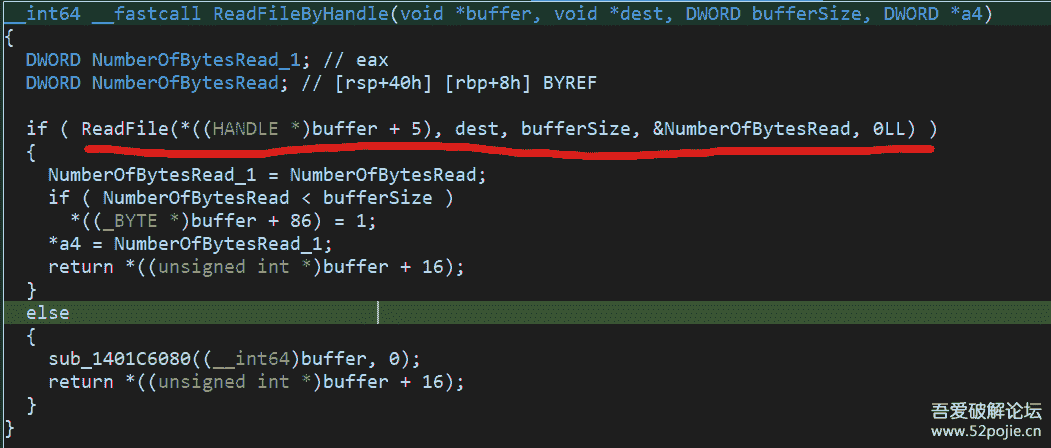 __int64 __fastcall ReadFileByHandle(void *buffer, void *dest, DWORD bufferSize, DWORD *a4)
{
  DWORD NumberOfBytesRead_1; // eax
  DWORD NumberOfBytesRead; // [rsp+40h] [rbp+8h] BYREF

  if ( ReadFile(*((HANDLE *)buffer + 5), dest, bufferSize, &NumberOfBytesRead, 0LL) )
  {
    NumberOfBytesRead_1 = NumberOfBytesRead;
    if ( NumberOfBytesRead < bufferSize )
      *((_BYTE *)buffer + 86) = 1;
    *a4 = NumberOfBytesRead_1;
    return *((unsigned int *)buffer + 16);
  }
  else
  {
    sub_1401C6080((__int64)buffer, 0);
    return *((unsigned int *)buffer + 16);
  }
}
吾爱破解论坛
www.52pojie.cn